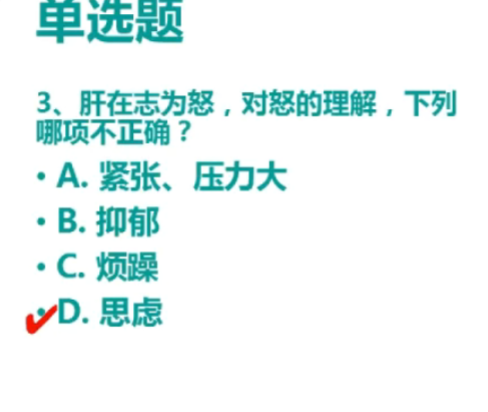 单选题
3、肝在志为怒，对怒的理解，下列
哪项不正确？
• A. 紧张、压力大
• B. 抑郁
• C. 烦躁
• D. 思虑